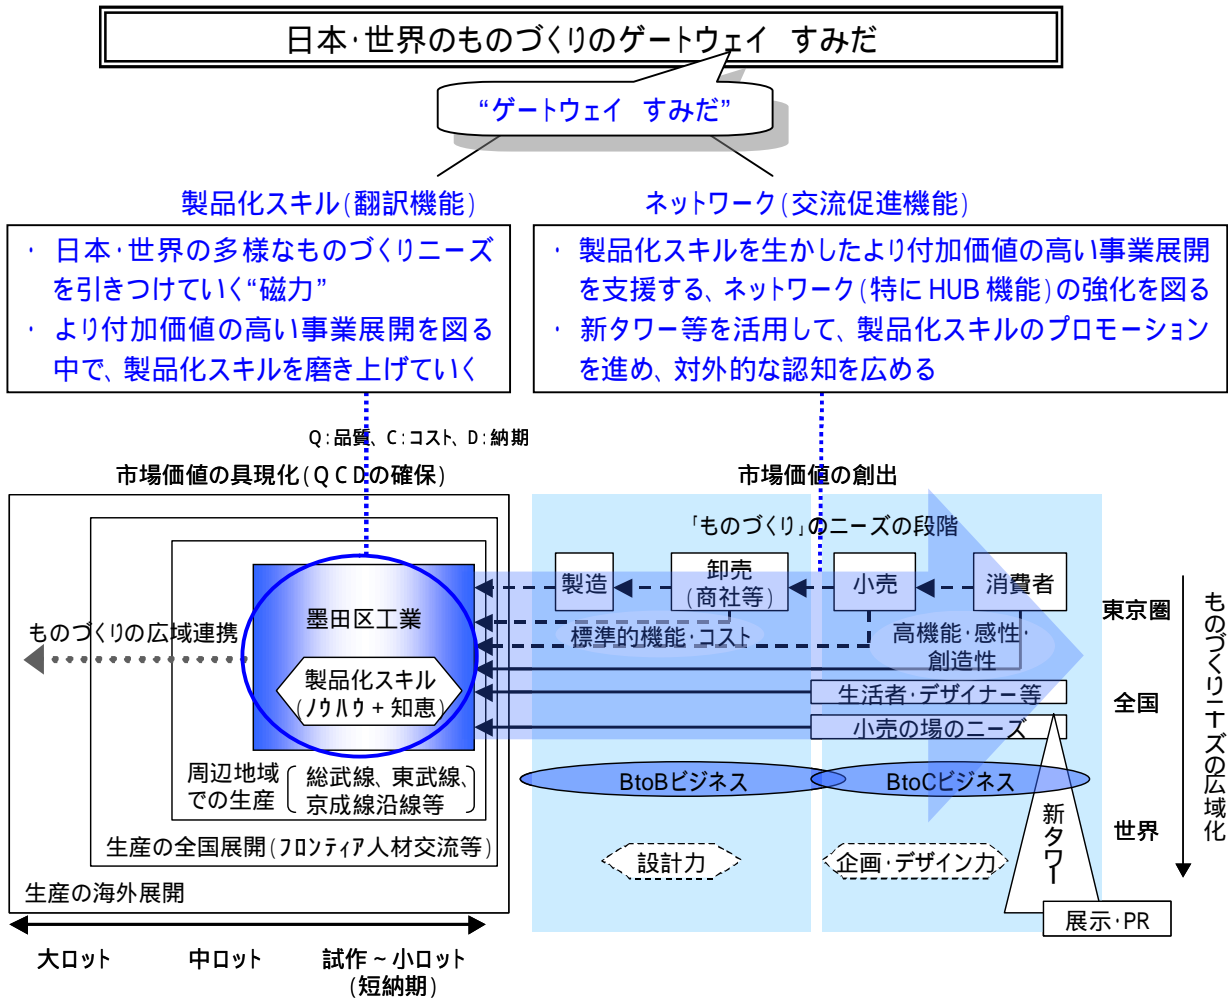 日本・世界のものづくりのゲートウェイ すみだ
“ゲートウェイ すみだ”
製品化スキル(翻訳機能)
・ 日本・世界の多様なものづくりニーズ
を引きつけていく“磁力”
・ より付加価値の高い事業展開を図る
中で、製品化スキルを磨き上げていく
ネットワーク(交流促進機能)
・ 製品化スキルを生かしたより付加価値の高い事業展開
を支援する、ネットワーク(特に HUB 機能)の強化を図る
・ 新タワー等を活用して、製品化スキルのプロモーション
を進め、対外的な認知を広める
Q:品質、C:コスト、D:納期
市場価値の具現化(QCDの確保)
市場価値の創出
「ものづくり」のニーズの段階
製造
卸売
(商社等)
小売
消費者
墨田区工業
ものづくりの広域連携
標準的機能・コスト
高機能・感性・
創造性
製品化スキル
(ノウハウ+知恵)
生活者・デザイナー等
小売の場のニーズ
東京圏
全国
世界
ものづくりニーズの広域化
周辺地域
での生産
総武線、東武線、
京成線沿線等
BtoBビジネス
BtoCビジネス
生産の全国展開(フロンティア人材交流等)
設計力
企画・デザイン力
新タワー
生産の海外展開
展示・PR
大ロット
中ロット
試作~小ロット
(短納期)